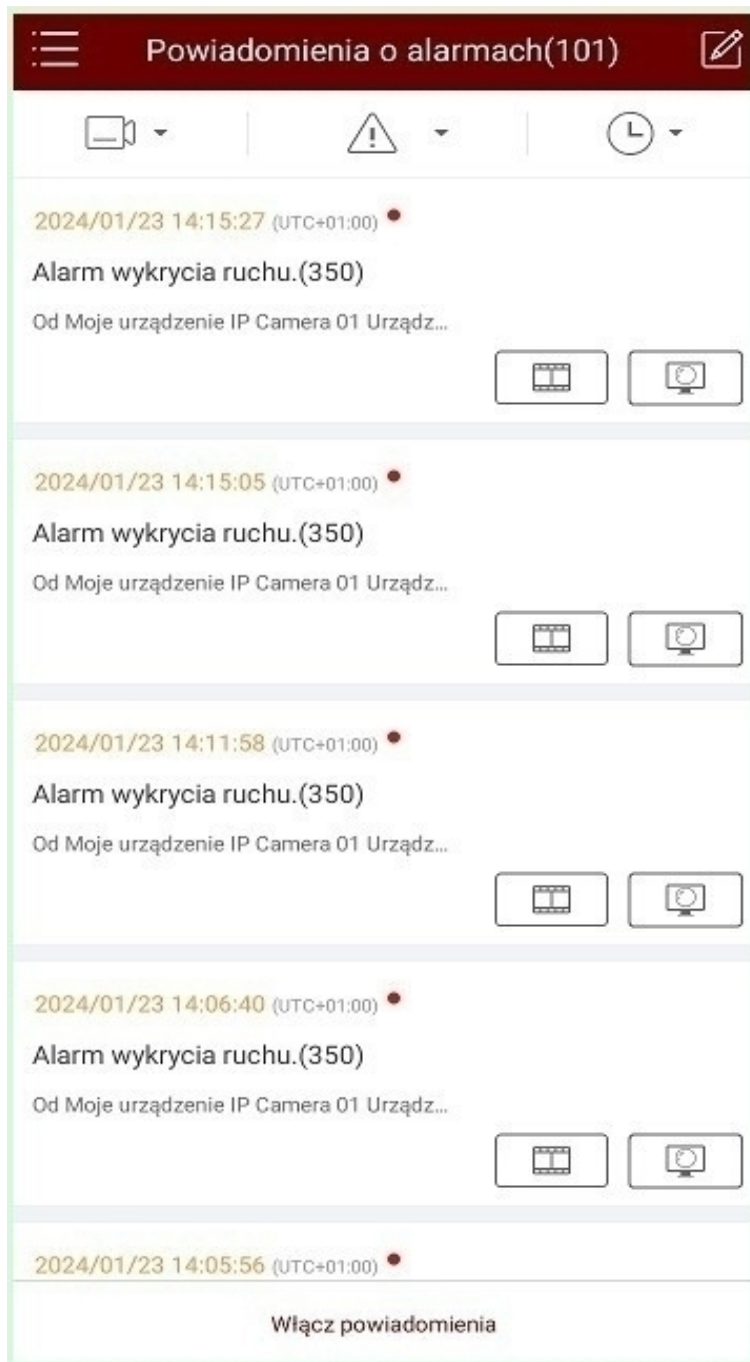 Powiadomienia o alarmach(101)
2024/01/23 14:15:27 (UTC+01:00)
Alarm wykrycia ruchu.(350)
Od Moje urządzenie IP Camera 01 Urządz...
2024/01/23 14:15:05 (UTC+01:00)
Alarm wykrycia ruchu.(350)
Od Moje urządzenie IP Camera 01 Urządz...
2024/01/23 14:11:58 (UTC+01:00)
Alarm wykrycia ruchu.(350)
Od Moje urządzenie IP Camera 01 Urządz...
2024/01/23 14:06:40 (UTC+01:00)
Alarm wykrycia ruchu.(350)
Od Moje urządzenie IP Camera 01 Urządz...
2024/01/23 14:05:56 (UTC+01:00)
Włącz powiadomienia